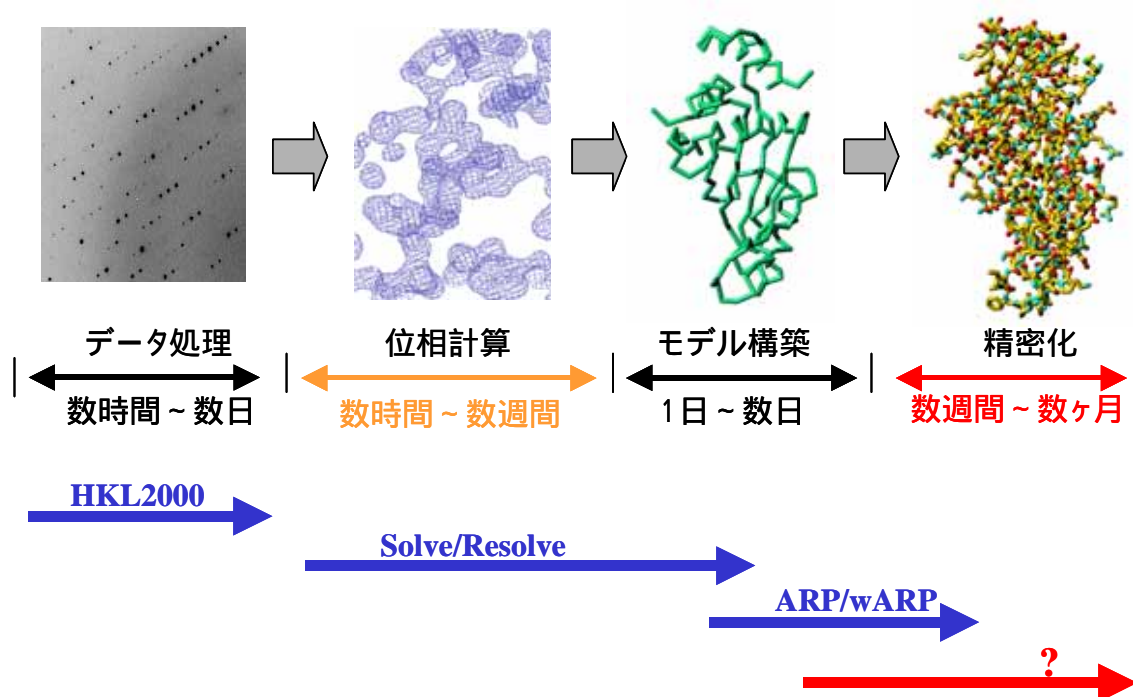 データ処理
位相計算
モデル構築
精密化
数時間～数日
数時間～数週間
1日～数日
数週間～数ヶ月
HKL2000
Solve/Resolve
ARP/wARP
?